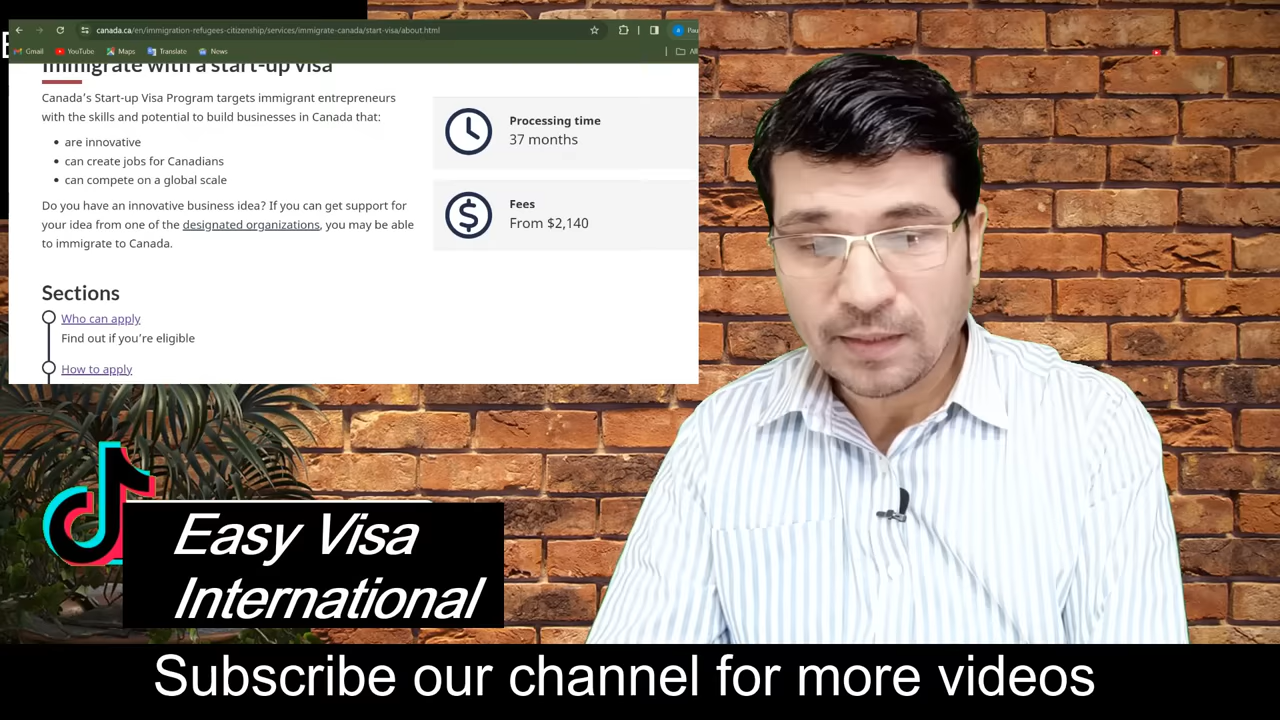 canada.ca/en/immigration-refugees-citizenship/services/immigrate-canada/start-visa/about.html
Gmail YouTube Maps Translate News All
Immigrate with a start-up visa
Canada's Start-up Visa Program targets immigrant entrepreneurs
with the skills and potential to build businesses in Canada that:
• are innovative
• can create jobs for Canadians
• can compete on a global scale
Do you have an innovative business idea? If you can get support for
your idea from one of the designated organizations, you may be able
to immigrate to Canada.
Processing time
37 months
Fees
From $2,140
Sections
Who can apply
Find out if you're eligible
How to apply
Easy Visa
International
Subscribe our channel for more videos